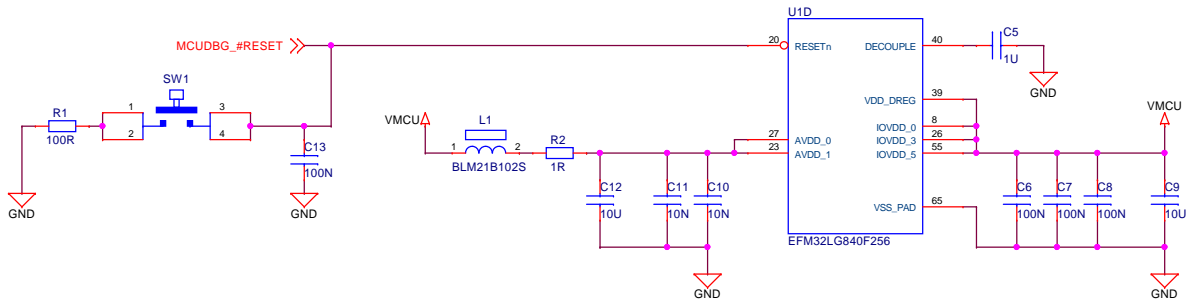 U1D
MCUDBG_#RESET
20
RESETn
DECOUPLE
40
C5
1U
GND
SW1
R1
100R
1
2
3
4
C13
100N
GND
GND
VDD_DREG
39
IOVDD_0
8
IOVDD_3
26
IOVDD_5
55
VMCU
VMCU
L1
1
2
BLM21B102S
R2
1R
27
AVDD_0
23
AVDD_1
C12
10U
C11
10N
C10
10N
GND
VSS_PAD
65
C6
100N
C7
100N
C8
100N
C9
10U
GND
EFM32LG840F256